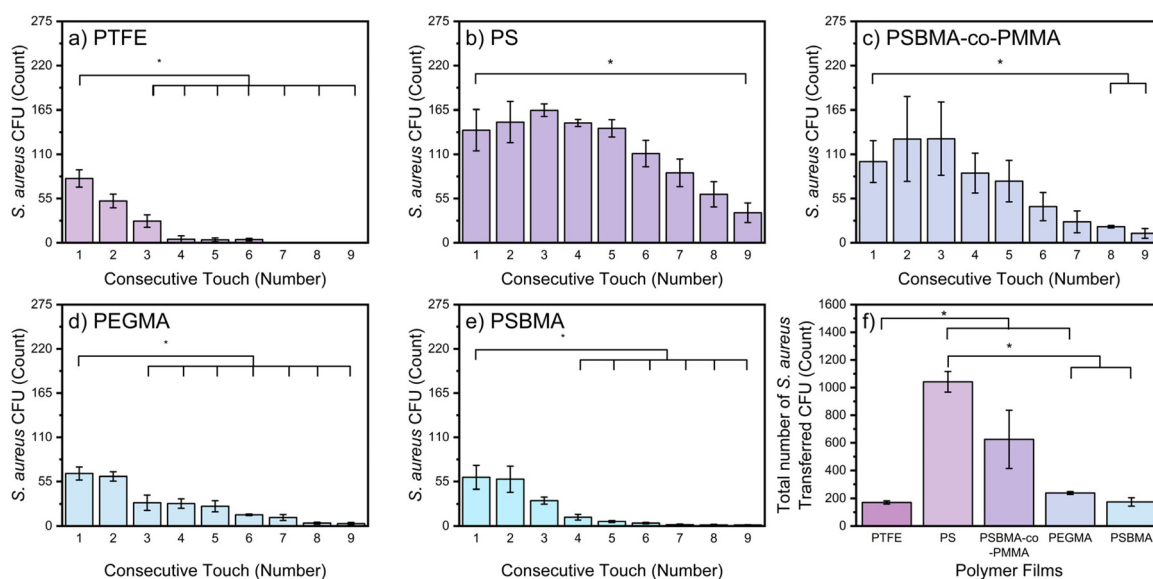 a) PTFE
275
220
165
110
55
0
S. aureus CFU (Count)
*
1 2 3 4 5 6 7 8 9
Consecutive Touch (Number)
b) PS
275
220
165
110
55
0
S. aureus CFU (Count)
*
1 2 3 4 5 6 7 8 9
Consecutive Touch (Number)
c) PSBMA-co-PMMA
275
220
165
110
55
0
S. aureus CFU (Count)
*
1 2 3 4 5 6 7 8 9
Consecutive Touch (Number)
d) PEGMA
275
220
165
110
55
0
S. aureus CFU (Count)
*
1 2 3 4 5 6 7 8 9
Consecutive Touch (Number)
e) PSBMA
275
220
165
110
55
0
S. aureus CFU (Count)
*
1 2 3 4 5 6 7 8 9
Consecutive Touch (Number)
f)
1600
1400
1200
1000
800
600
400
200
0
Total number of S. aureus
Transferred CFU (Count)
*
*
PTFE PS PSBMA-co PEGMA PSBMA
-PMMA
Polymer Films